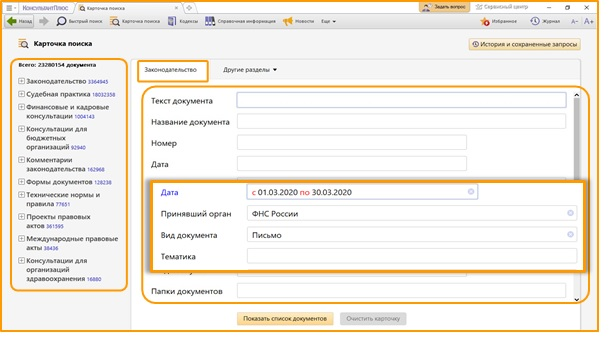 КонсультантПлюс Карточка поиска Задать вопрос Сервисный центр
Назад Быстрый поиск Карточка поиска Кодексы Справочная информация Новости Еще Избранное Журнал А- А+
Карточка поиска История и сохраненные запросы
Всего: 23280154 документа
Законодательство 3364945
Судебная практика 18032356
Финансовые и кадровые
консультации 1004143
Консультации для
бюджетных
организаций 92940
Комментарии
законодательства 162968
Формы документов 128238
Технические нормы и
правила 77631
Проекты правовых
актов 361595
Международные правовые
акты 38436
Консультации для
организаций
здравоохранения 16880
Законодательство Другие разделы
Текст документа
Название документа
Номер
Дата
Дата с 01.03.2020 по 30.03.2020
Принявший орган ФНС России
Вид документа Письмо
Тематика
Папки документов
Показать список документов Очистить карточку